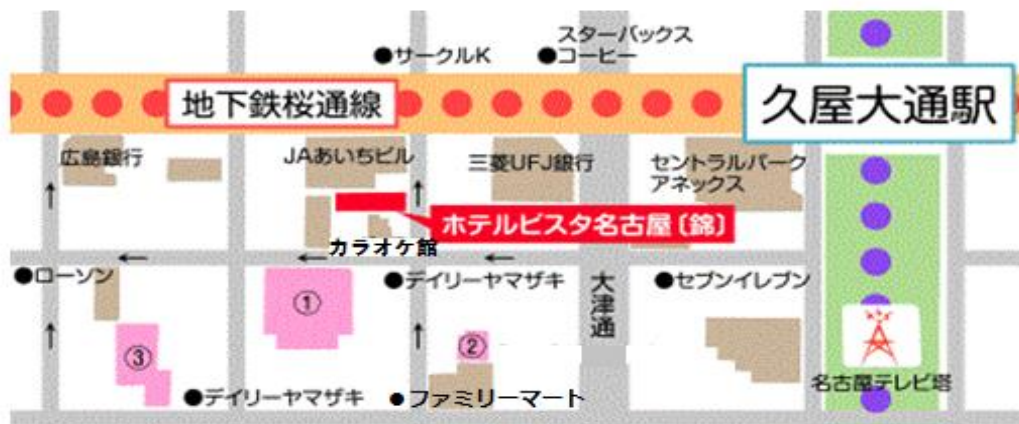 スターバックス
●サークルK
●コーヒー
地下鉄桜通線
久屋大通駅
広島銀行
JAあいちビル
三菱UFJ銀行
セントラルパーク
アネックス
ホテルビスタ名古屋〔錦〕
カラオケ館
●ローソン
①
●デイリーヤマザキ
大津通
●セブンイレブン
③
②
名古屋テレビ塔
●デイリーヤマザキ
●ファミリーマート